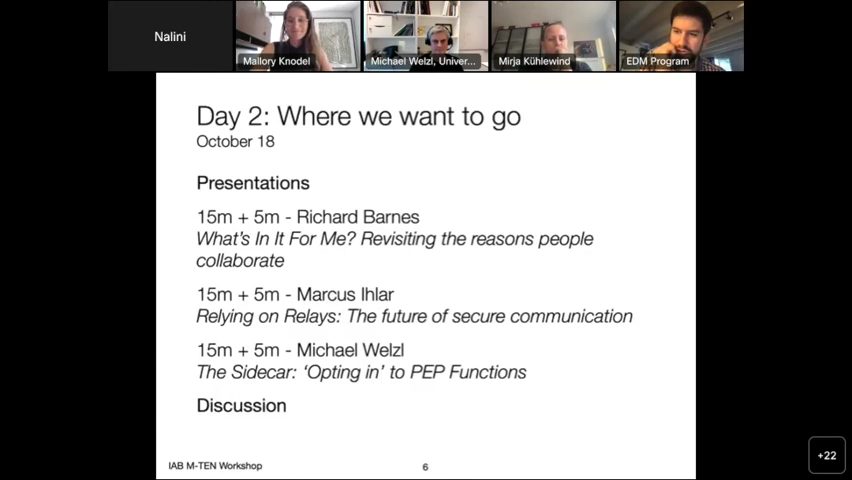 Nalini
Mallory Knodel
Michael Welzl, Univer...
Mirja Kühlewind
EDM Program
Day 2: Where we want to go
October 18
Presentations
15m + 5m - Richard Barnes
What's In It For Me? Revisiting the reasons people
collaborate
15m + 5m - Marcus Ihlar
Relying on Relays: The future of secure communication
15m + 5m - Michael Welzl
The Sidecar: ‘Opting in’ to PEP Functions
Discussion
IAB M-TEN Workshop
6
+22